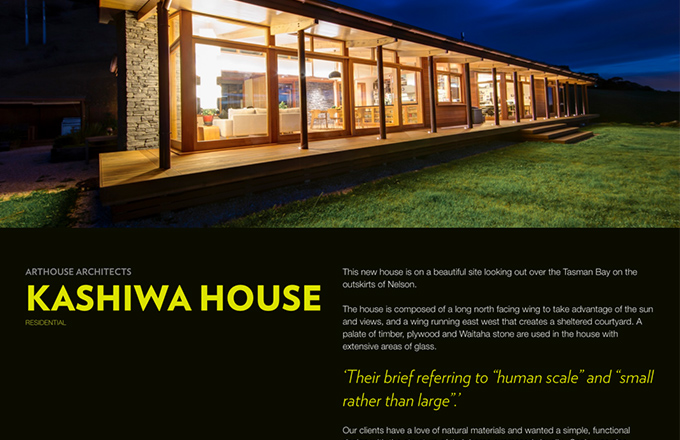 ARTHOUSE ARCHITECTS
KASHIWA HOUSE
RESIDENTIAL
This new house is on a beautiful site looking out over the Tasman Bay on the
outskirts of Nelson.
The house is composed of a long north facing wing to take advantage of the sun
and views, and a wing running east west that creates a sheltered courtyard. A
palate of timber, plywood and Waitaha stone are used in the house with
extensive areas of glass.
‘Their brief referring to “human scale” and “small
rather than large”.’
Our clients have a love of natural materials and wanted a simple, functional